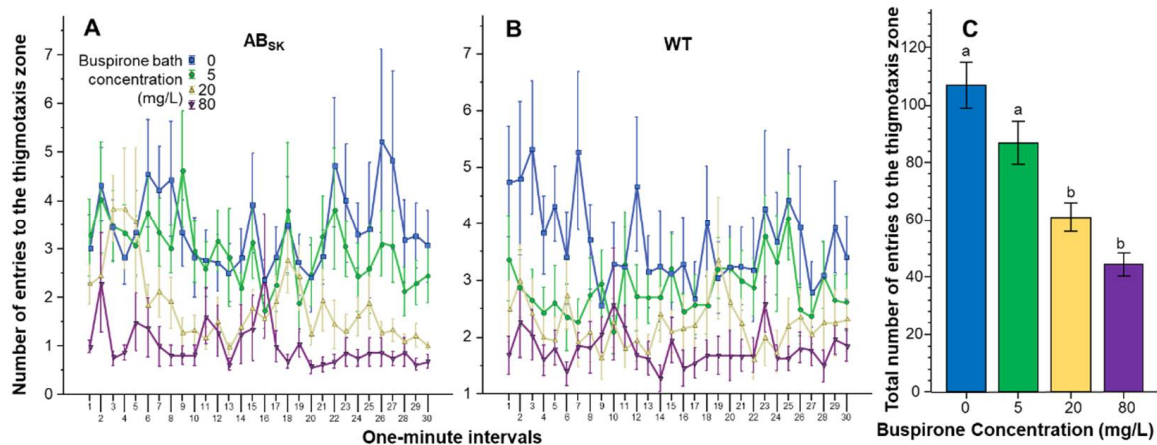 A
AB_SK
Buspirone bath
concentration
(mg/L)
0
5
20
80
Number of entries to the thigmotaxis zone
7
6
5
4
3
2
1
0
1 2 3 4 5 6 7 8 9 10 11 12 13 14 15 16 17 18 19 20 21 22 23 24 25 26 27 28 29 30
B
WT
7
6
5
4
3
2
1
1 2 3 4 5 6 7 8 9 10 11 12 13 14 15 16 17 18 19 20 21 22 23 24 25 26 27 28 29 30
One-minute intervals
C
Total number entries to the thigmotaxis zone
120
100
80
60
40
20
0
a
a
b
b
0 5 20 80
Buspirone Concentration (mg/L)